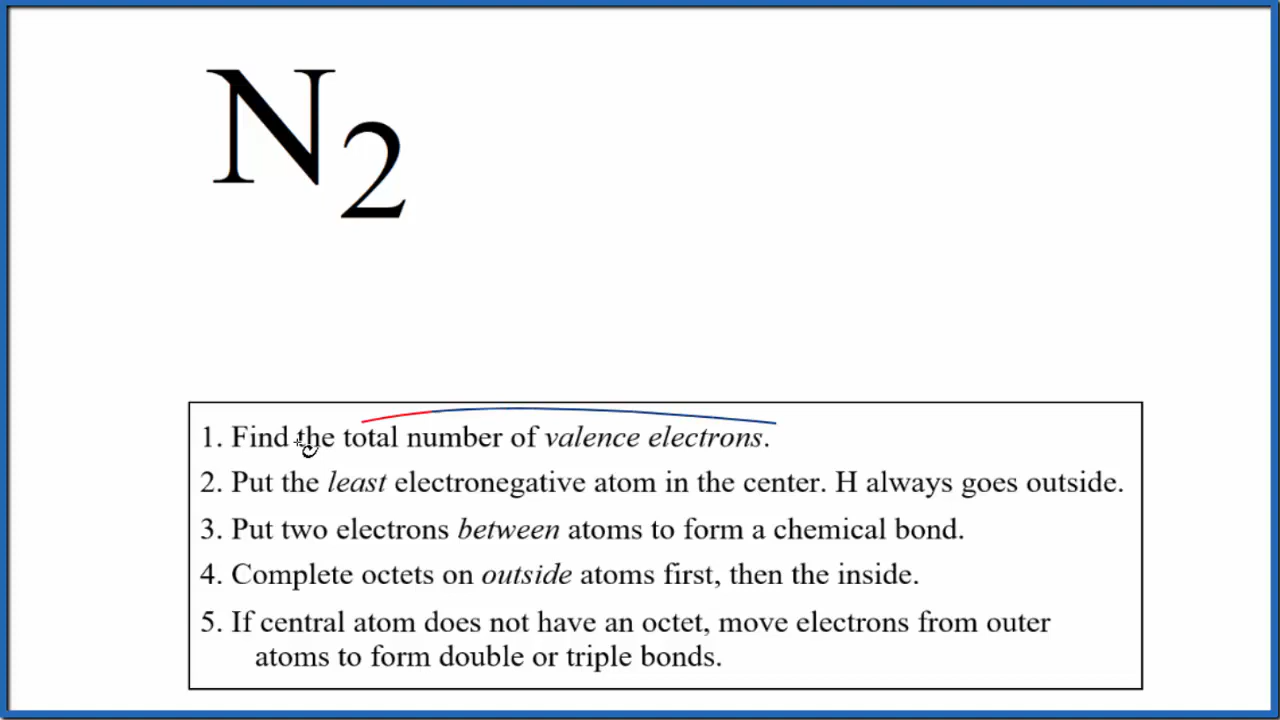 N2
1. Find the total number of valence electrons.
2. Put the least electronegative atom in the center. H always goes outside.
3. Put two electrons between atoms to form a chemical bond.
4. Complete octets on outside atoms first, then the inside.
5. If central atom does not have an octet, move electrons from outer
atoms to form double or triple bonds.